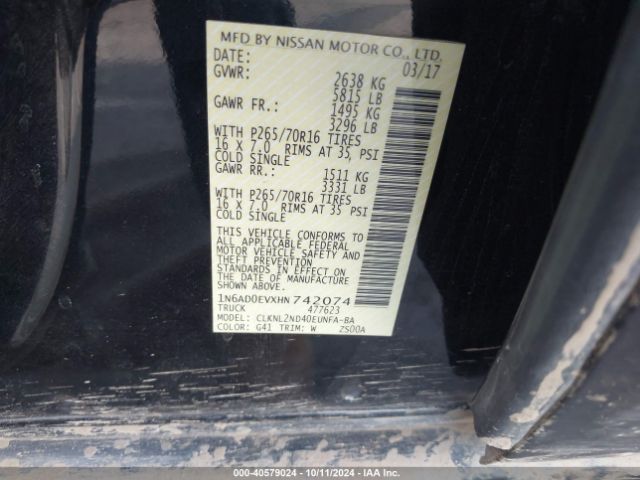 MFD BY NISSAN MOTOR CO., LTD.
DATE: 03/17
GVWR: 2638 KG
5815 LB
GAWR FR.: 1495 KG
3296 LB
WITH P265/70R16 TIRES
16 X 7.0 RIMS AT 35 PSI
COLD SINGLE
GAWR RR.: 1511 KG
3331 LB
WITH P265/70R16 TIRES
16 X 7.0 RIMS AT 35 PSI
COLD SINGLE
THIS VEHICLE CONFORMS TO
ALL APPLICABLE FEDERAL
MOTOR VEHICLE SAFETY AND
THEFT PREVENTION
STANDARDS IN EFFECT ON
THE DATE OF MANUFACTURE
SHOWN ABOVE.
1N6AD0EVXHN742074
TRUCK 477623
MODEL: CLKNL2ND40EUNFA-BA
COLOR: G41 TRIM: W ZS00A
000-40579024 - 10/11/2024 - IAA Inc.